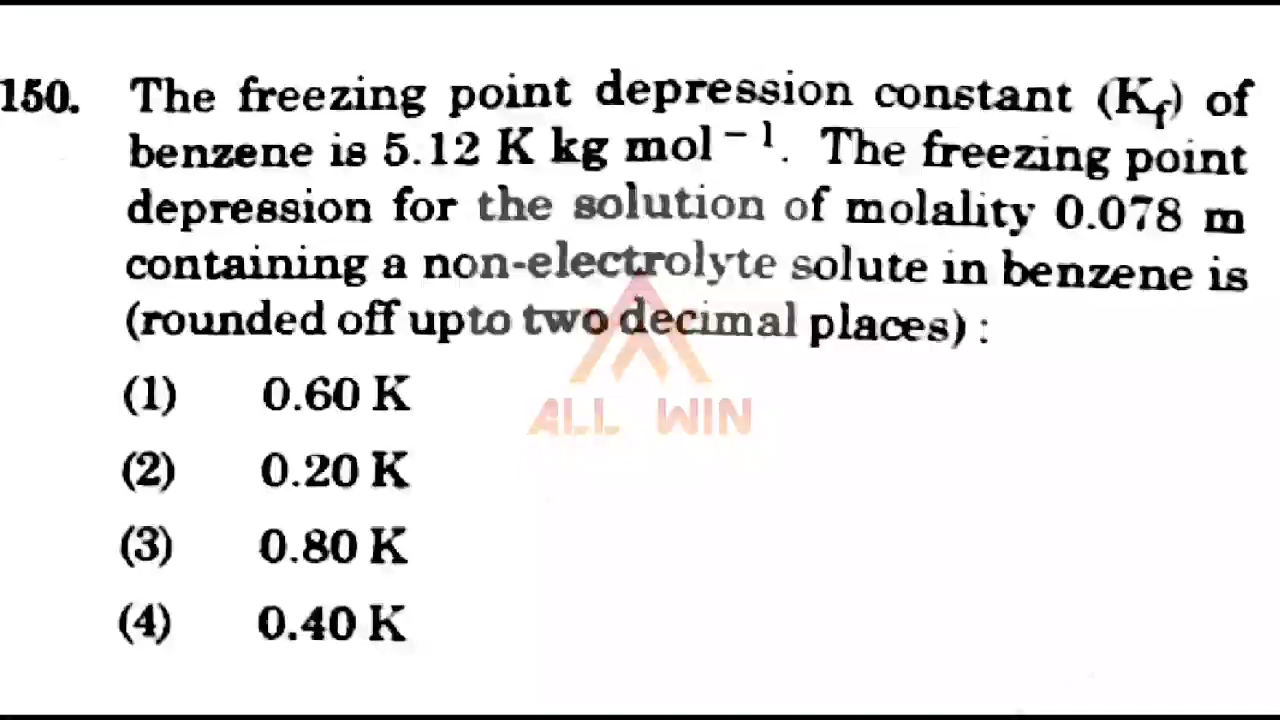 150. The freezing point depression constant (Kf) of
benzene is 5.12 K kg mol⁻¹. The freezing point
depression for the solution of molality 0.078 m
containing a non-electrolyte solute in benzene is
(rounded off upto two decimal places) :
(1) 0.60 K
ALL WIN
(2) 0.20 K
(3) 0.80 K
(4) 0.40 K